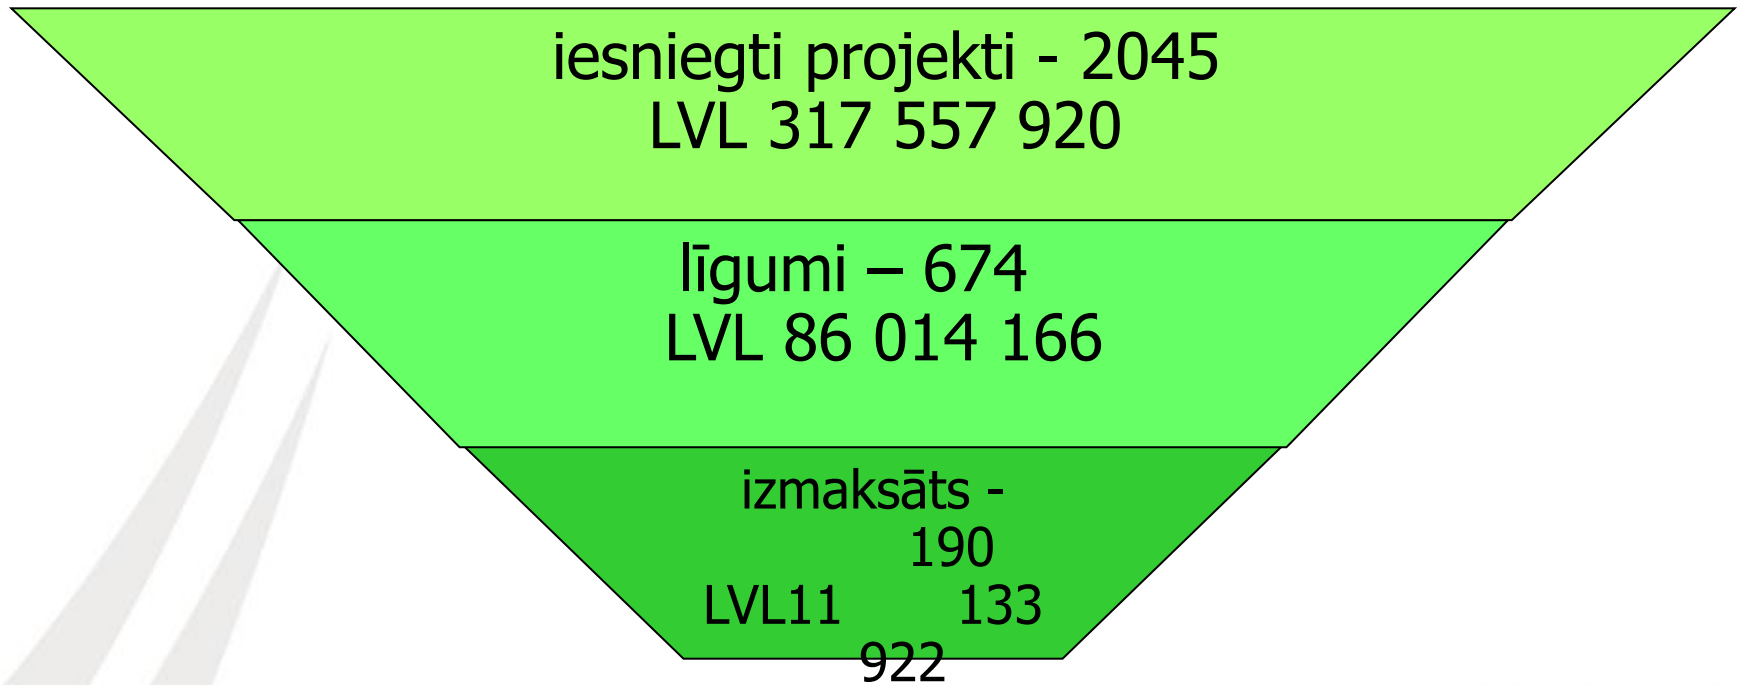 iesniegti projekti - 2045
LVL 317 557 920
līgumi – 674
LVL 86 014 166
izmaksāts -
190
LVL11 133
922